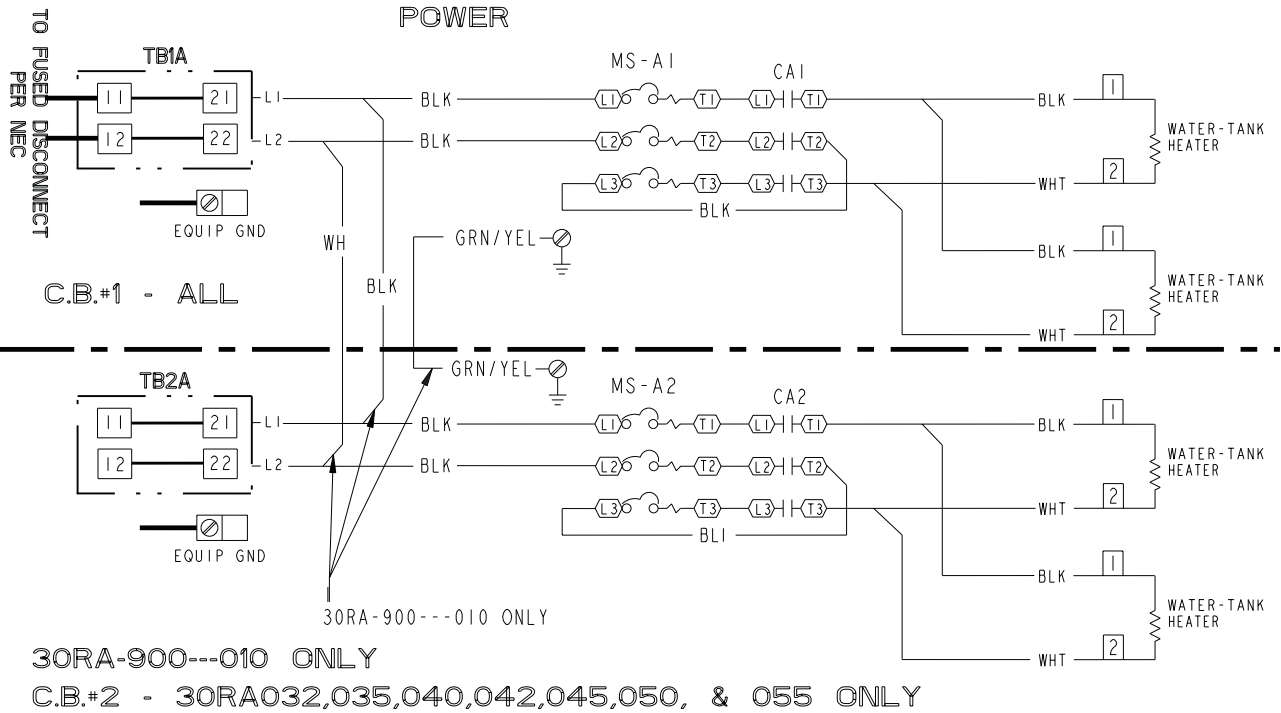 POWER
TO FUSED DISCONNECT
PER NEC
TB1A
11 21 L1 BLK
12 22 L2 BLK
EQUIP GND
C.B.#1 - ALL
WH
BLK
MS-A1
CA1
L1 T1 L1 T1 BLK 1
L2 T2 L2 T2
WATER-TANK
HEATER
L3 T3 L3 T3 WHT 2
BLK
GRN/YEL
BLK 1
WATER-TANK
HEATER
WHT 2
GRN/YEL
TB2A
11 21 L1 BLK
12 22 L2 BLK
EQUIP GND
MS-A2
CA2
L1 T1 L1 T1 BLK 1
L2 T2 L2 T2
WATER-TANK
HEATER
L3 T3 L3 T3 WHT 2
BLI
BLK 1
WATER-TANK
HEATER
WHT 2
30RA-900---010 ONLY
30RA-900---010 ONLY
C.B.#2 - 30RA032,035,040,042,045,050, & 055 ONLY